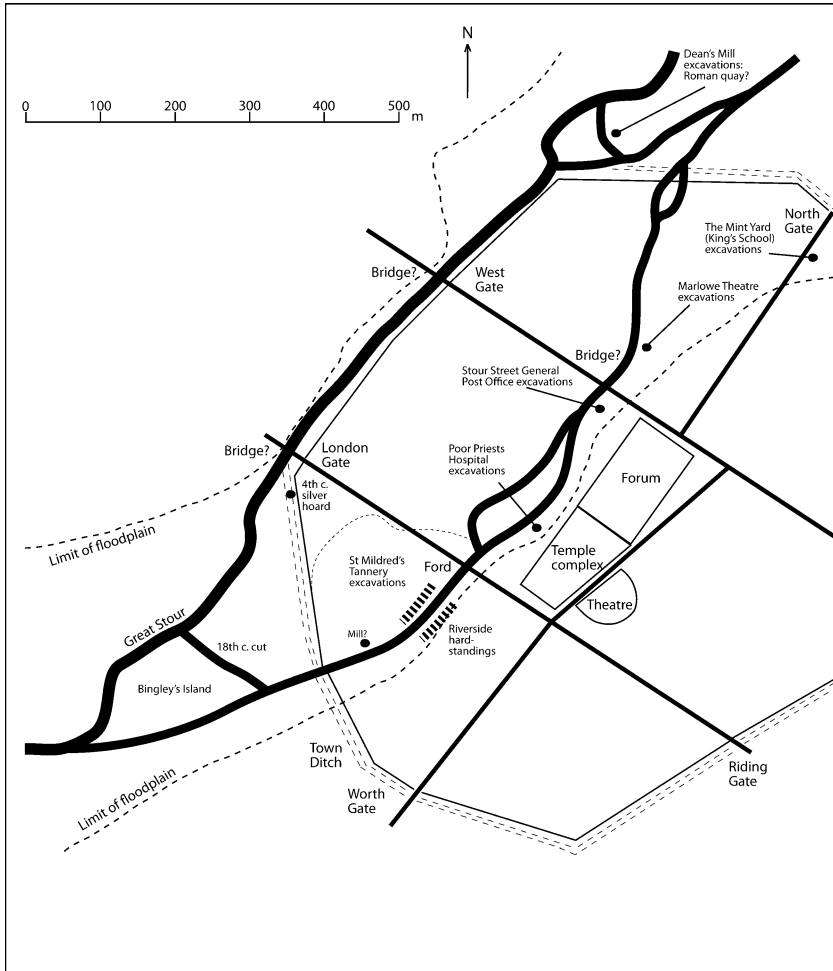 N
Dean's Mill
excavations:
Roman quay?
0 100 200 300 400 500
m
North
Gate
The Mint Yard
(King's School)
excavations
Bridge?
West
Gate
Marlowe Theatre
excavations
Bridge?
Stour Street General
Post Office excavations
Bridge?
London
Gate
Poor Priests
Hospital
excavations
Forum
4th c.
silver
hoard
Limit of floodplain
St Mildred's
Tannery
excavations
Ford
Temple
complex
Theatre
Great Stour
Mill?
Riverside
hard-
standings
18th c. cut
Bingley's Island
Town
Ditch
Riding
Gate
Limit of floodplain
Worth
Gate